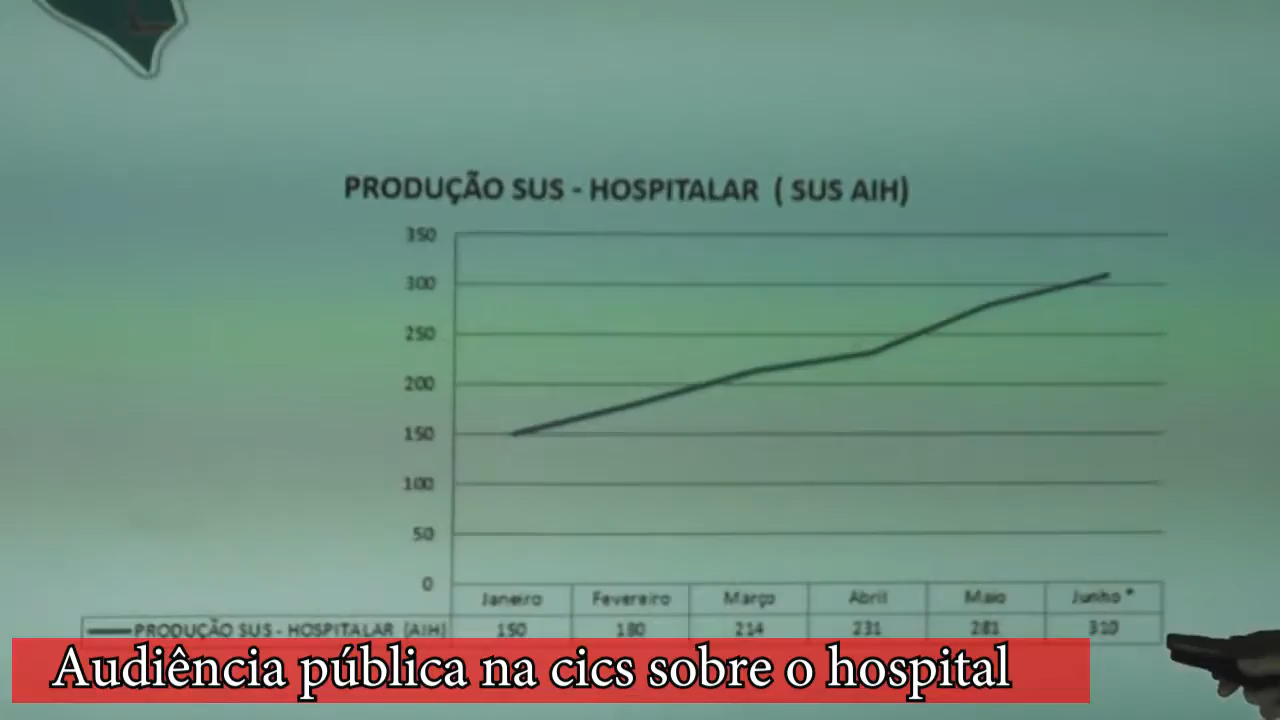 PRODUÇÃO SUS - HOSPITALAR ( SUS AIH)
350
300
250
200
150
100
50
0
Janeiro Fevereiro Março Abril Maio Junho *
PRODUÇÃO SUS - HOSPITALAR (AIH) 150 180 214 231 281 310
Audiência pública na cics sobre o hospital